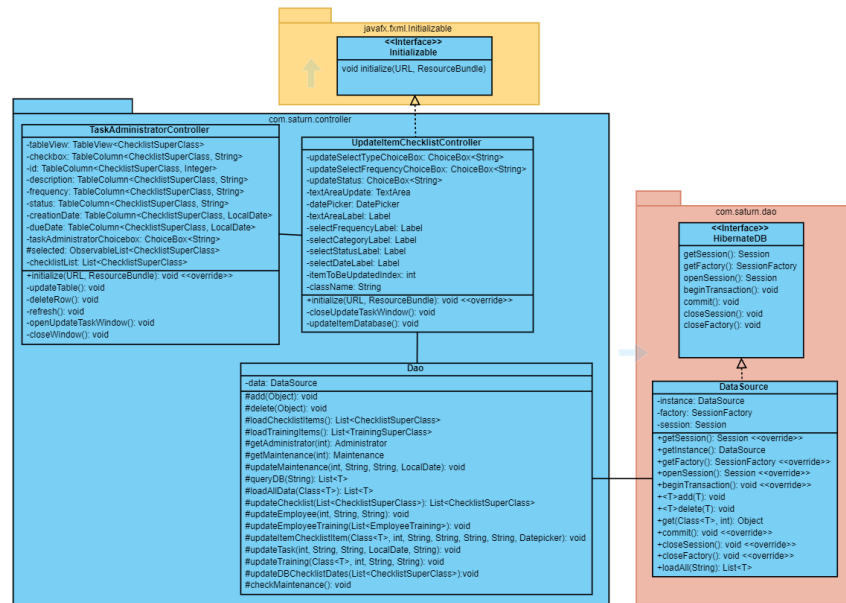 javafx.fxml.Initializable
<<Interface>>
Initializable
void initialize(URL, ResourceBundle)
com.saturn.controller
TaskAdministratorController
-tableView: TableView<ChecklistSuperClass>
-checkbox: TableColumn<ChecklistSuperClass, String>
-id: TableColumn<ChecklistSuperClass, Integer>
-description: TableColumn<ChecklistSuperClass, String>
-frequency: TableColumn<ChecklistSuperClass, String>
-status: TableColumn<ChecklistSuperClass, String>
-creationDate: TableColumn<ChecklistSuperClass, LocalDate>
-dueDate: TableColumn<ChecklistSuperClass, LocalDate>
-taskAdministratorChoicebox: ChoiceBox<String>
#selected: ObservableList<ChecklistSuperClass>
-checklistList: List<ChecklistSuperClass>
+initialize(URL, ResourceBundle): void <<override>>
-updateTable(): void
-deleteRow(): void
-refresh(): void
-openUpdateTaskWindow(): void
-closeWindow(): void
UpdateItemChecklistController
-updateSelectTypeChoiceBox: ChoiceBox<String>
-updateSelectFrequencyChoiceBox: ChoiceBox<String>
-updateStatus: ChoiceBox<String>
-textAreaUpdate: TextArea
-datePicker: DatePicker
-textAreaLabel: Label
-selectFrequencyLabel: Label
-selectCategoryLabel: Label
-selectStatusLabel: Label
-selectDateLabel: Label
-itemToBeUpdatedIndex: int
-className: String
+initialize(URL, ResourceBundle): void <<override>>
-closeUpdateTaskWindow(): void
-updateItemDatabase(): void
Dao
-data: DataSource
#add(Object): void
#delete(Object): void
#loadChecklistItems(): List<ChecklistSuperClass>
#loadTrainingItems(): List<TrainingSuperClass>
#getAdministrator(int): Administrator
#getMaintenance(int): Maintenance
#updateMaintenance(int, String, String, LocalDate): void
#queryDB(String): List<T>
#loadAllData(Class<T>): List<T>
#updateChecklist(List<ChecklistSuperClass>): List<ChecklistSuperClass>
#updateEmployee(int, String, String): void
#updateEmployeeTraining(List<EmployeeTraining>): void
#updateItemChecklistItem(Class<T>, int, String, String, String, String, Datepicker): void
#updateTask(int, String, String, LocalDate, String): void
#updateTraining(Class<T>, int, String, String): void
#updateDBChecklistDates(List<ChecklistSuperClass>):void
#checkMaintenance(): void
com.saturn.dao
<<Interface>>
HibernateDB
getSession(): Session
getFactory(): SessionFactory
openSession(): Session
beginTransaction(): void
commit(): void
closeSession(): void
closeFactory(): void
DataSource
-instance: DataSource
-factory: SessionFactory
-session: Session
+getSession(): Session <<override>>
+getInstance(): DataSource
+getFactory(): SessionFactory <<override>>
+openSession(): Session <<override>>
+beginTransaction(): void <<override>>
+<T>add(T): void
+<T>delete(T): void
+get(Class<T>, int): Object
+commit(): void <<override>>
+closeSession(): void <<override>>
+closeFactory(): void <<override>>
+loadAll(String): List<T>